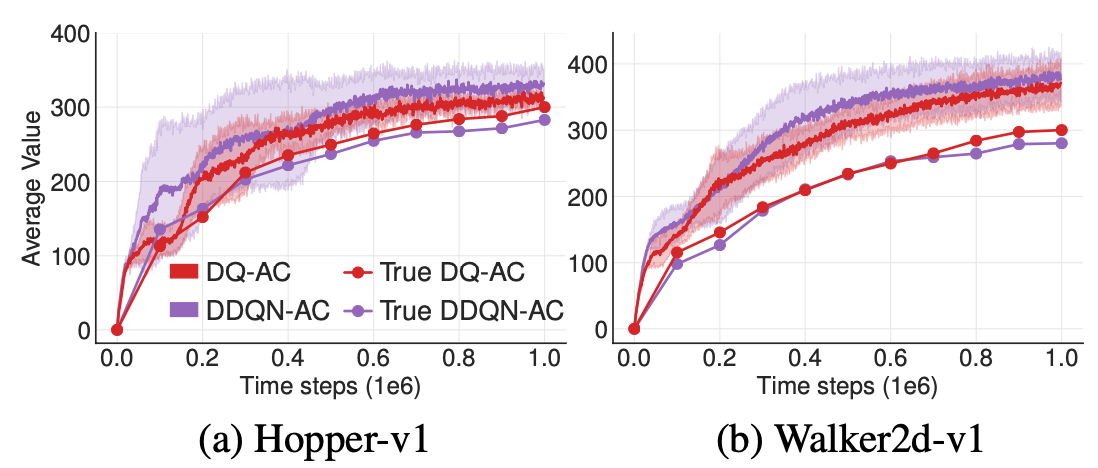 400
300
200
100
0
Average Value
DQ-AC
True DQ-AC
DDQN-AC
True DDQN-AC
0.0 0.2 0.4 0.6 0.8 1.0
Time steps (1e6)
(a) Hopper-v1
400
300
200
100
0
0.0 0.2 0.4 0.6 0.8 1.0
Time steps (1e6)
(b) Walker2d-v1